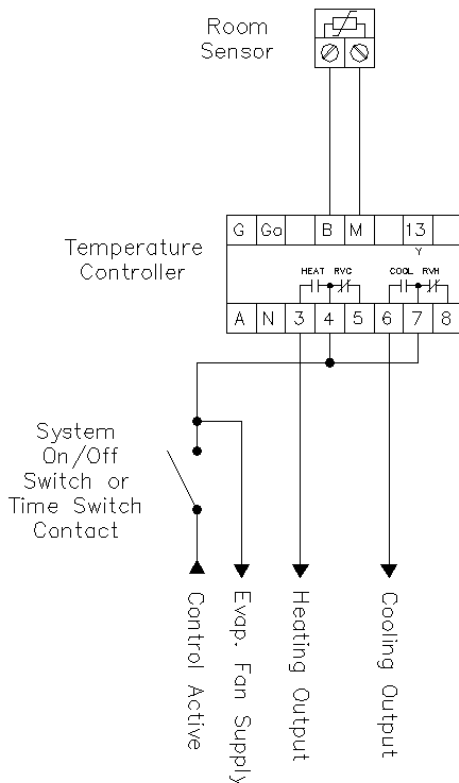 Room
Sensor
G Go B M 13
Y
Temperature
Controller
HEAT RVC COOL RVH
A N 3 4 5 6 7 8
System
On/Off
Switch or
Time Switch
Contact
Control Active
Evap. Fan Supply
Heating Output
Cooling Output